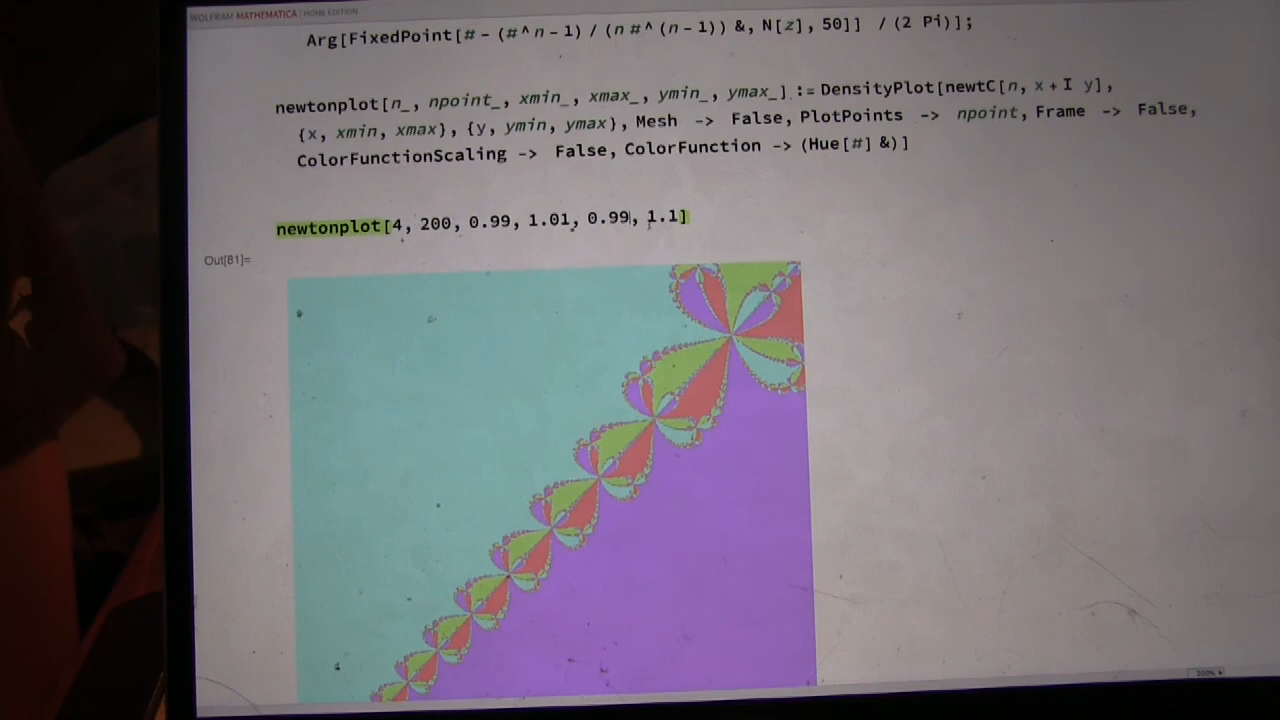 WOLFRAM MATHEMATICA | HOME EDITION
Arg[FixedPoint[# - (#^n - 1) / (n #^(n - 1)) &, N[z], 50]] / (2 Pi)];
newtonplot[n_, npoint_, xmin_, xmax_, ymin_, ymax_] := DensityPlot[newtC[n, x + I y],
{x, xmin, xmax}, {y, ymin, ymax}, Mesh -> False, PlotPoints -> npoint, Frame -> False,
ColorFunctionScaling -> False, ColorFunction -> (Hue[#] &)]
newtonplot[4, 200, 0.99, 1.01, 0.99, 1.1]
Out[81]=
200%